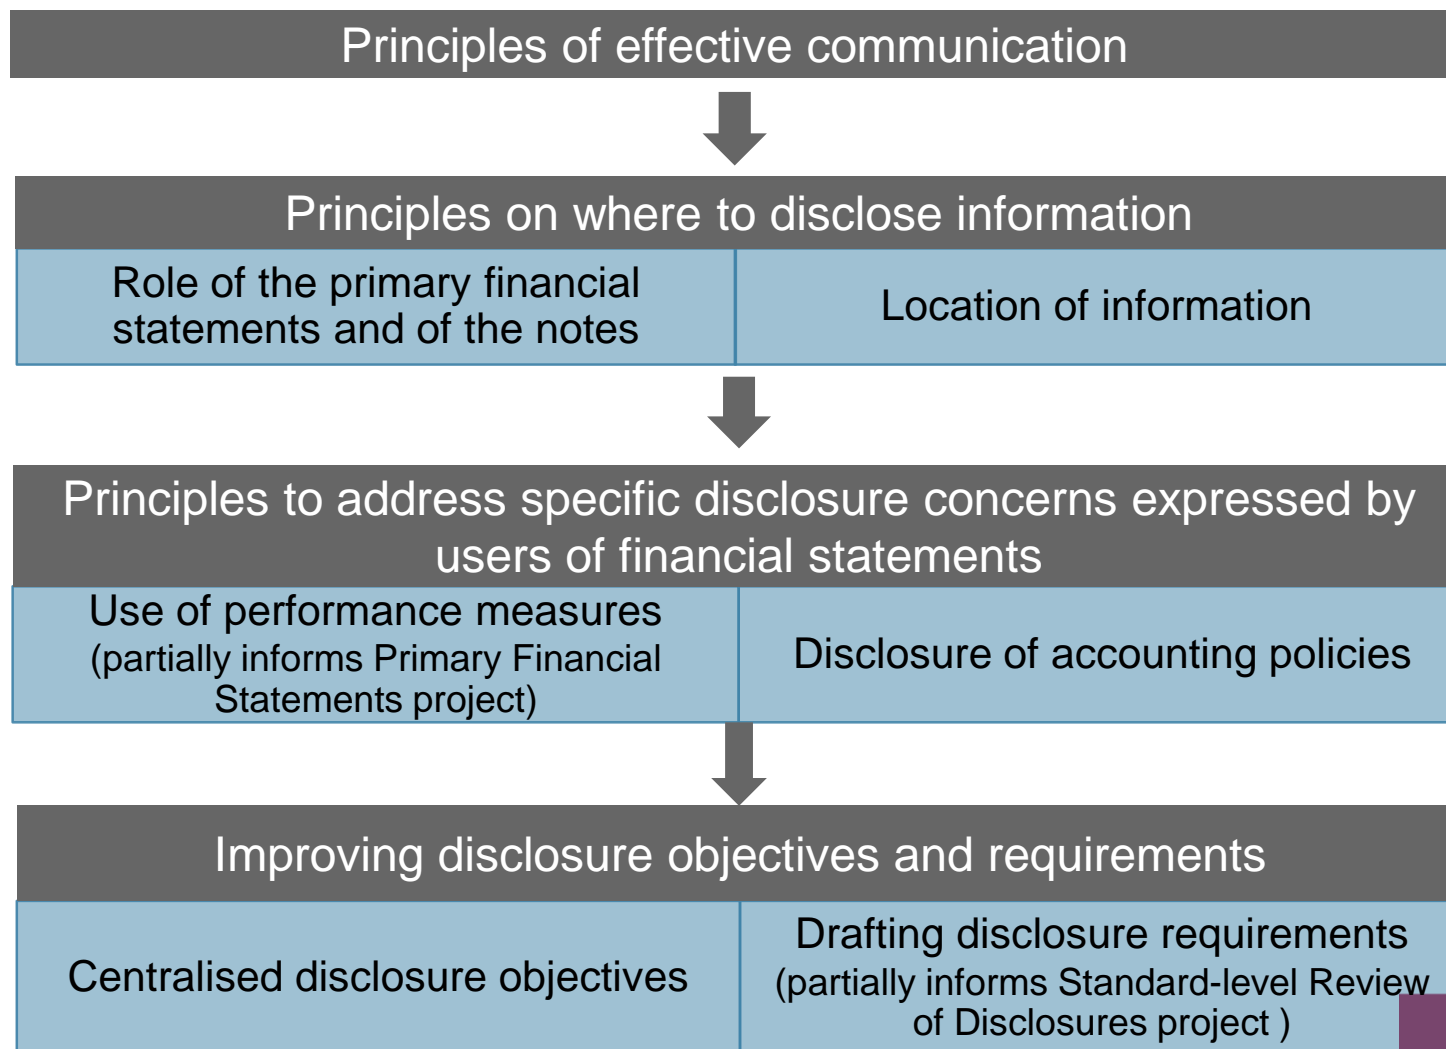 Principles of effective communication
Principles on where to disclose information
Role of the primary financial
statements and of the notes
Location of information
Principles to address specific disclosure concerns expressed by
users of financial statements
Use of performance measures
(partially informs Primary Financial
Statements project)
Disclosure of accounting policies
Improving disclosure objectives and requirements
Centralised disclosure objectives
Drafting disclosure requirements
(partially informs Standard-level Review
of Disclosures project )